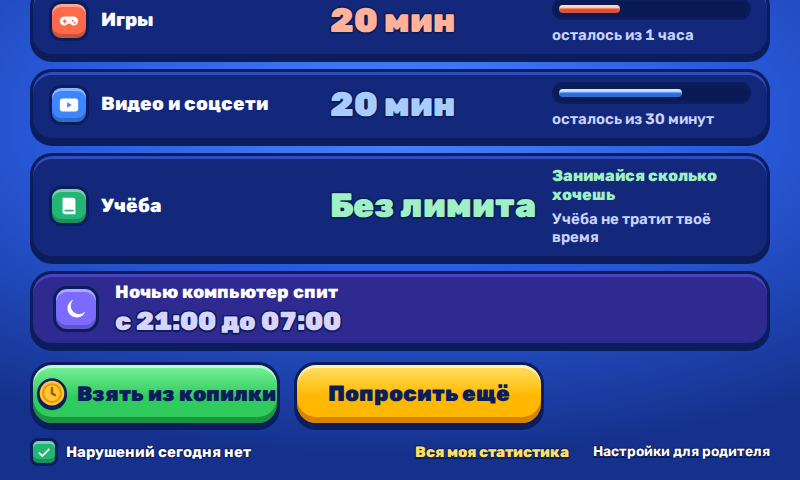 Игры
20 мин
осталось из 1 часа
Видео и соцсети
20 мин
осталось из 30 минут
Учёба
Без лимита
Занимайся сколько
хочешь
Учёба не тратит твоё
время
Ночью компьютер спит
с 21:00 до 07:00
Взять из копилки
Попросить ещё
Нарушений сегодня нет
Вся моя статистика
Настройки для родителя